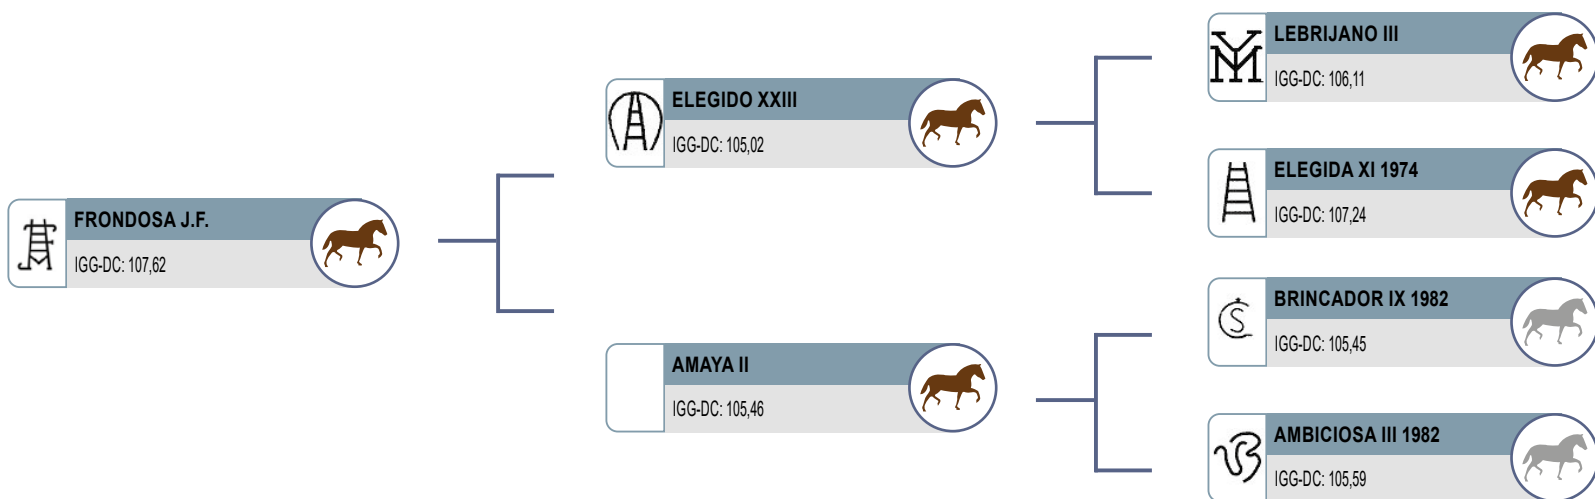 FRONDOSA J.F.
IGG-DC: 107,62
ELEGIDO XXIII
IGG-DC: 105,02
AMAYA II
IGG-DC: 105,46
LEBRIJANO III
IGG-DC: 106,11
ELEGIDA XI 1974
IGG-DC: 107,24
BRINCADOR IX 1982
IGG-DC: 105,45
AMBICIOSA III 1982
IGG-DC: 105,59